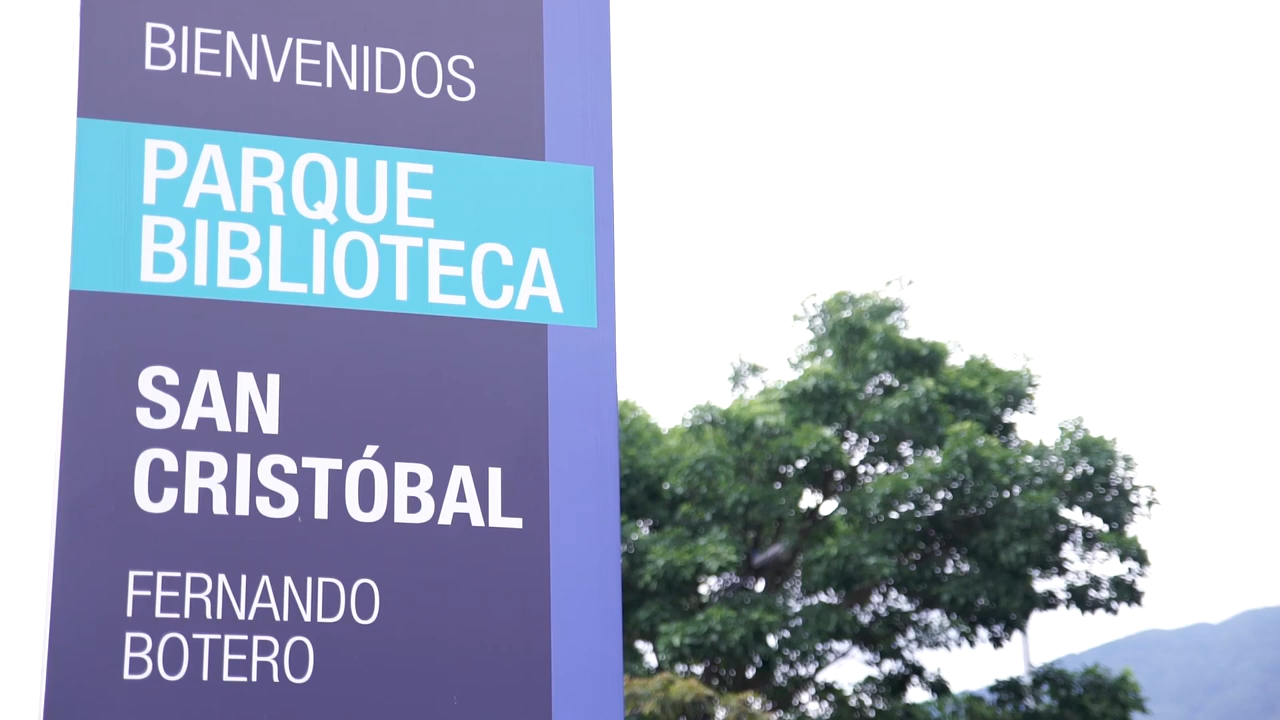 BIENVENIDOS
PARQUE
BIBLIOTECA
SAN
CRISTÓBAL
FERNANDO
BOTERO